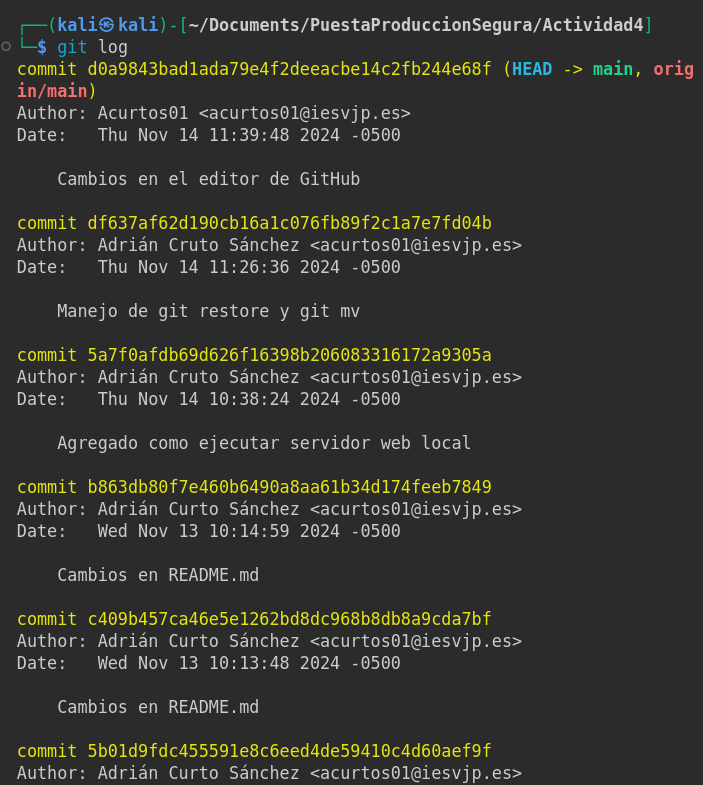 ┌──(kali㉿kali)-[~/Documents/PuestaProduccionSegura/Actividad4]
└─$ git log
commit d0a9843bad1ada79e4f2deeacbe14c2fb244e68f (HEAD -> main, orig
in/main)
Author: Acurtos01 <acurtos01@iesvjp.es>
Date:   Thu Nov 14 11:39:48 2024 -0500
Cambios en el editor de GitHub
commit df637af62d190cb16a1c076fb89f2c1a7e7fd04b
Author: Adrián Cruto Sánchez <acurtos01@iesvjp.es>
Date:   Thu Nov 14 11:26:36 2024 -0500
Manejo de git restore y git mv
commit 5a7f0afdb69d626f16398b206083316172a9305a
Author: Adrián Cruto Sánchez <acurtos01@iesvjp.es>
Date:   Thu Nov 14 10:38:24 2024 -0500
Agregado como ejecutar servidor web local
commit b863db80f7e460b6490a8aa61b34d174feeb7849
Author: Adrián Curto Sánchez <acurtos01@iesvjp.es>
Date:   Wed Nov 13 10:14:59 2024 -0500
Cambios en README.md
commit c409b457ca46e5e1262bd8dc968b8db8a9cda7bf
Author: Adrián Curto Sánchez <acurtos01@iesvjp.es>
Date:   Wed Nov 13 10:13:48 2024 -0500
Cambios en README.md
commit 5b01d9fdc455591e8c6eed4de59410c4d60aef9f
Author: Adrián Curto Sánchez <acurtos01@iesvjp.es>